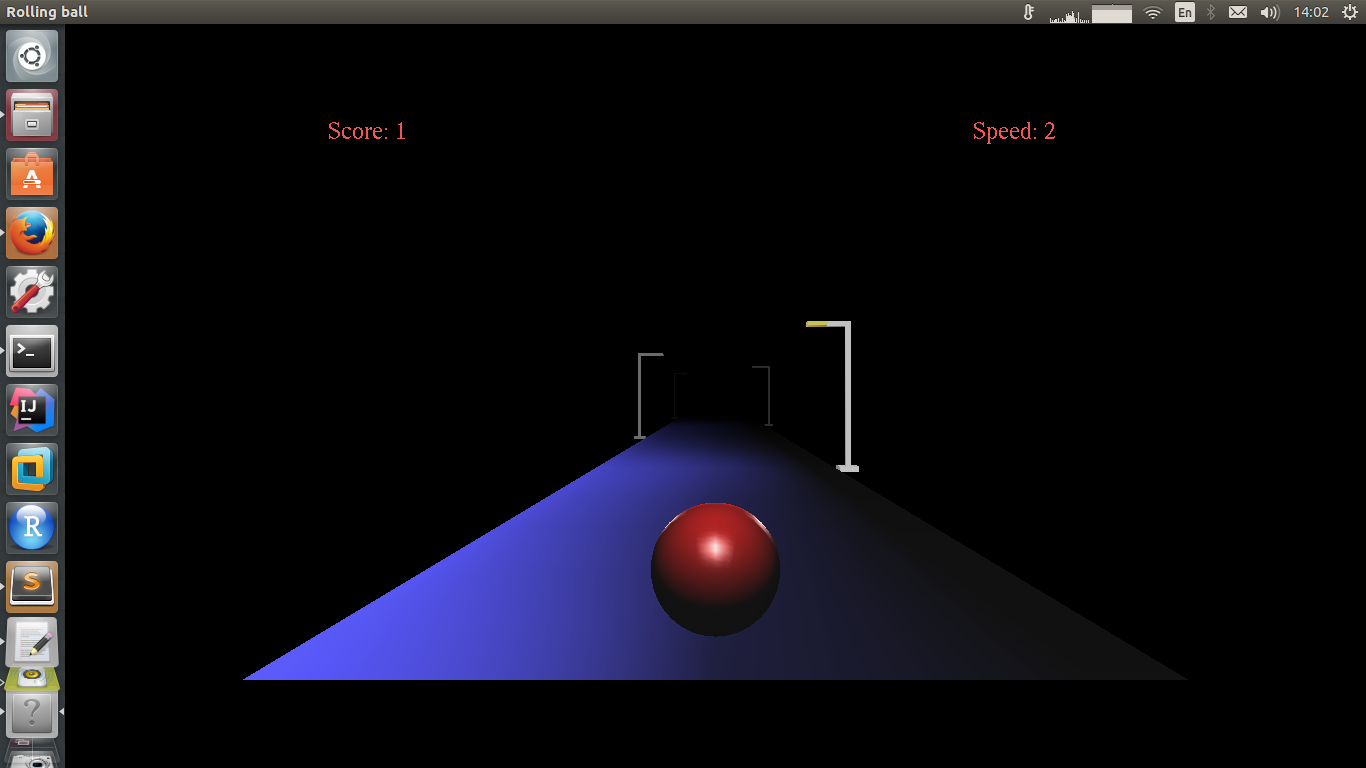 Rolling ball
En
14:02
Score: 1
Speed: 2
A
>_
IJ
R
S
?